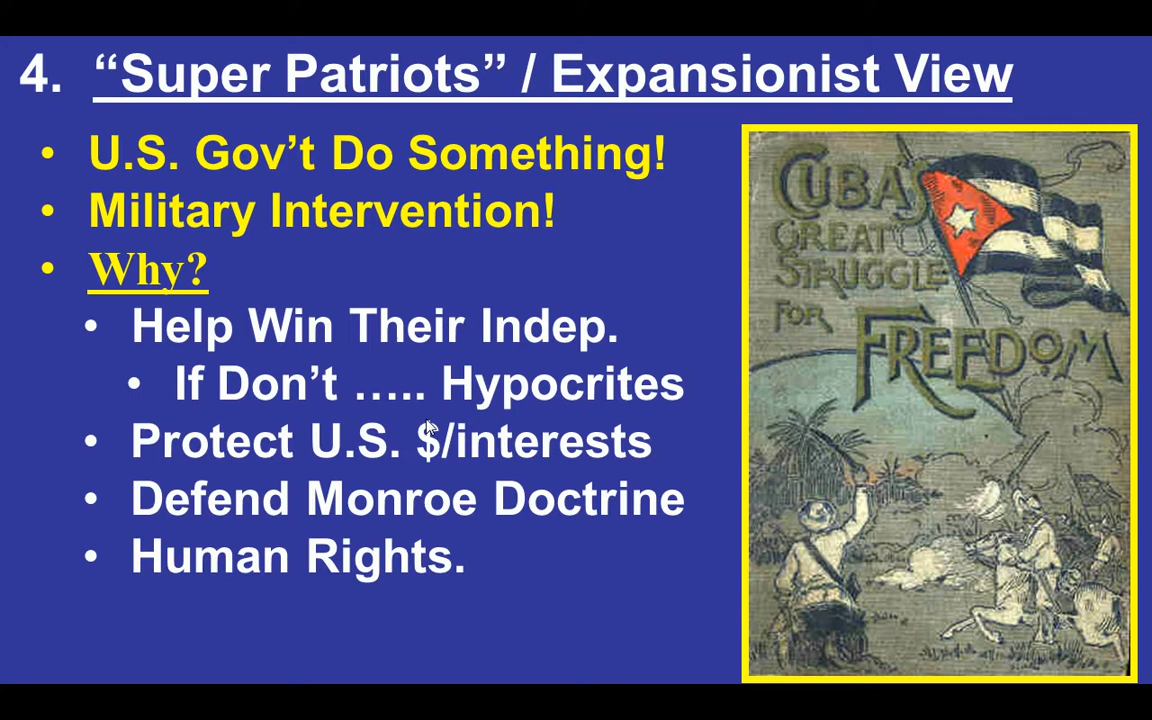 4. “Super Patriots” / Expansionist View
• U.S. Gov’t Do Something!
• Military Intervention!
• Why?
• Help Win Their Indep.
• If Don’t ….. Hypocrites
• Protect U.S. $/interests
• Defend Monroe Doctrine
• Human Rights.
CUBA'S
GREAT
STRUGGLE
FOR
FREEDOM